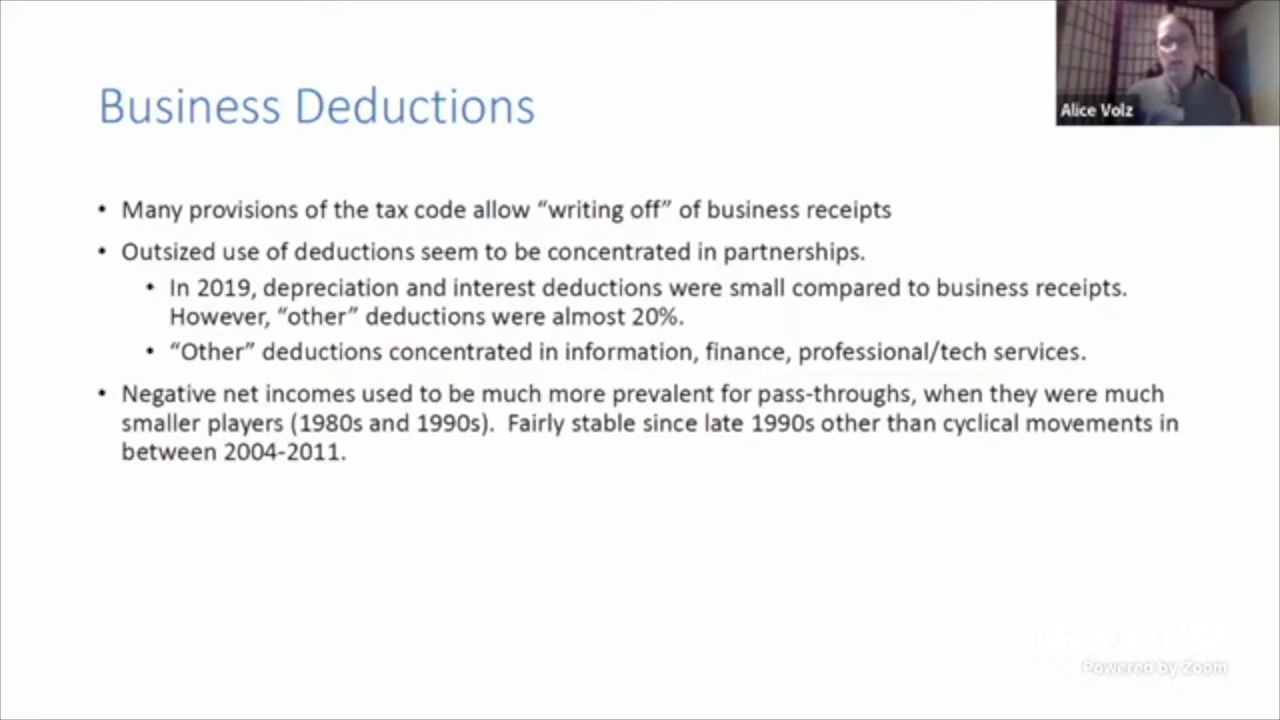 Alice Volz
Business Deductions
• Many provisions of the tax code allow “writing off” of business receipts
• Outsized use of deductions seem to be concentrated in partnerships.
• In 2019, depreciation and interest deductions were small compared to business receipts.
However, “other” deductions were almost 20%.
• “Other” deductions concentrated in information, finance, professional/tech services.
• Negative net incomes used to be much more prevalent for pass-throughs, when they were much
smaller players (1980s and 1990s).  Fairly stable since late 1990s other than cyclical movements in
between 2004-2011.
BROOKINGS
Powered by Zoom